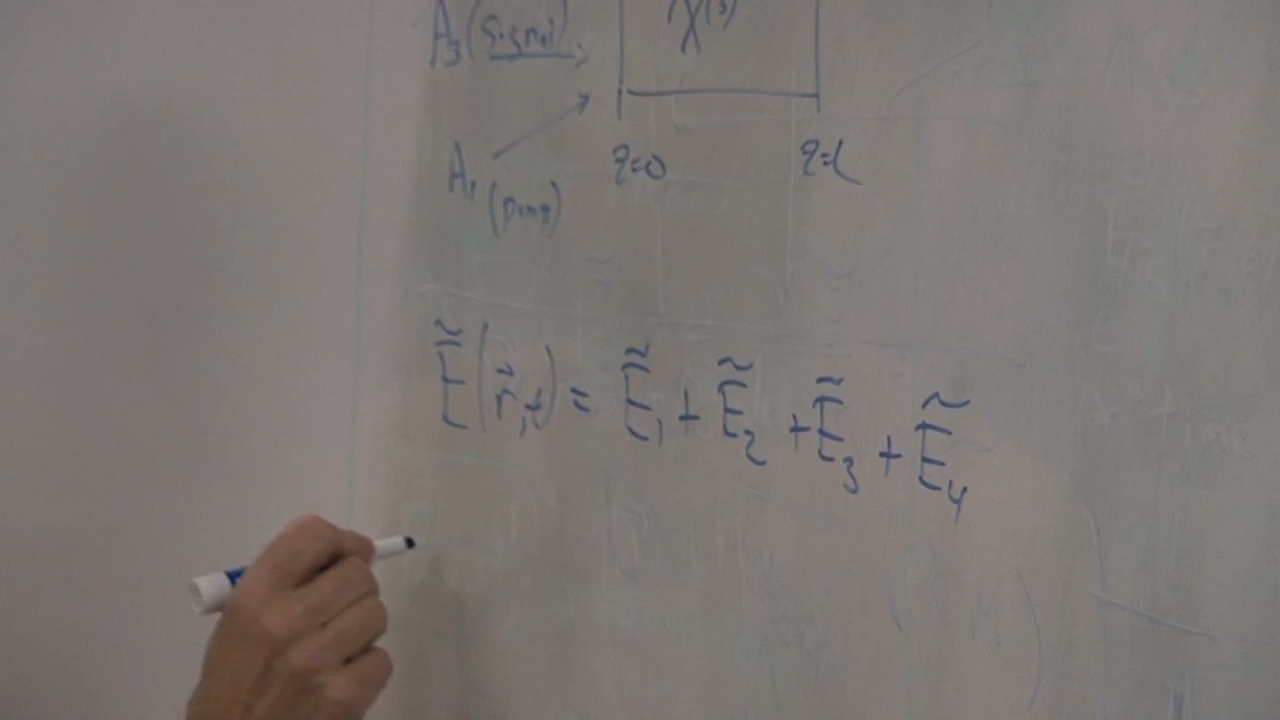 A₃ (Signal) → χ⁽³⁾
A₁
(pump)
z=0 z=L
Ẽ(r⃗,t) = Ẽ₁ + Ẽ₂ + Ẽ₃ + Ẽ₄